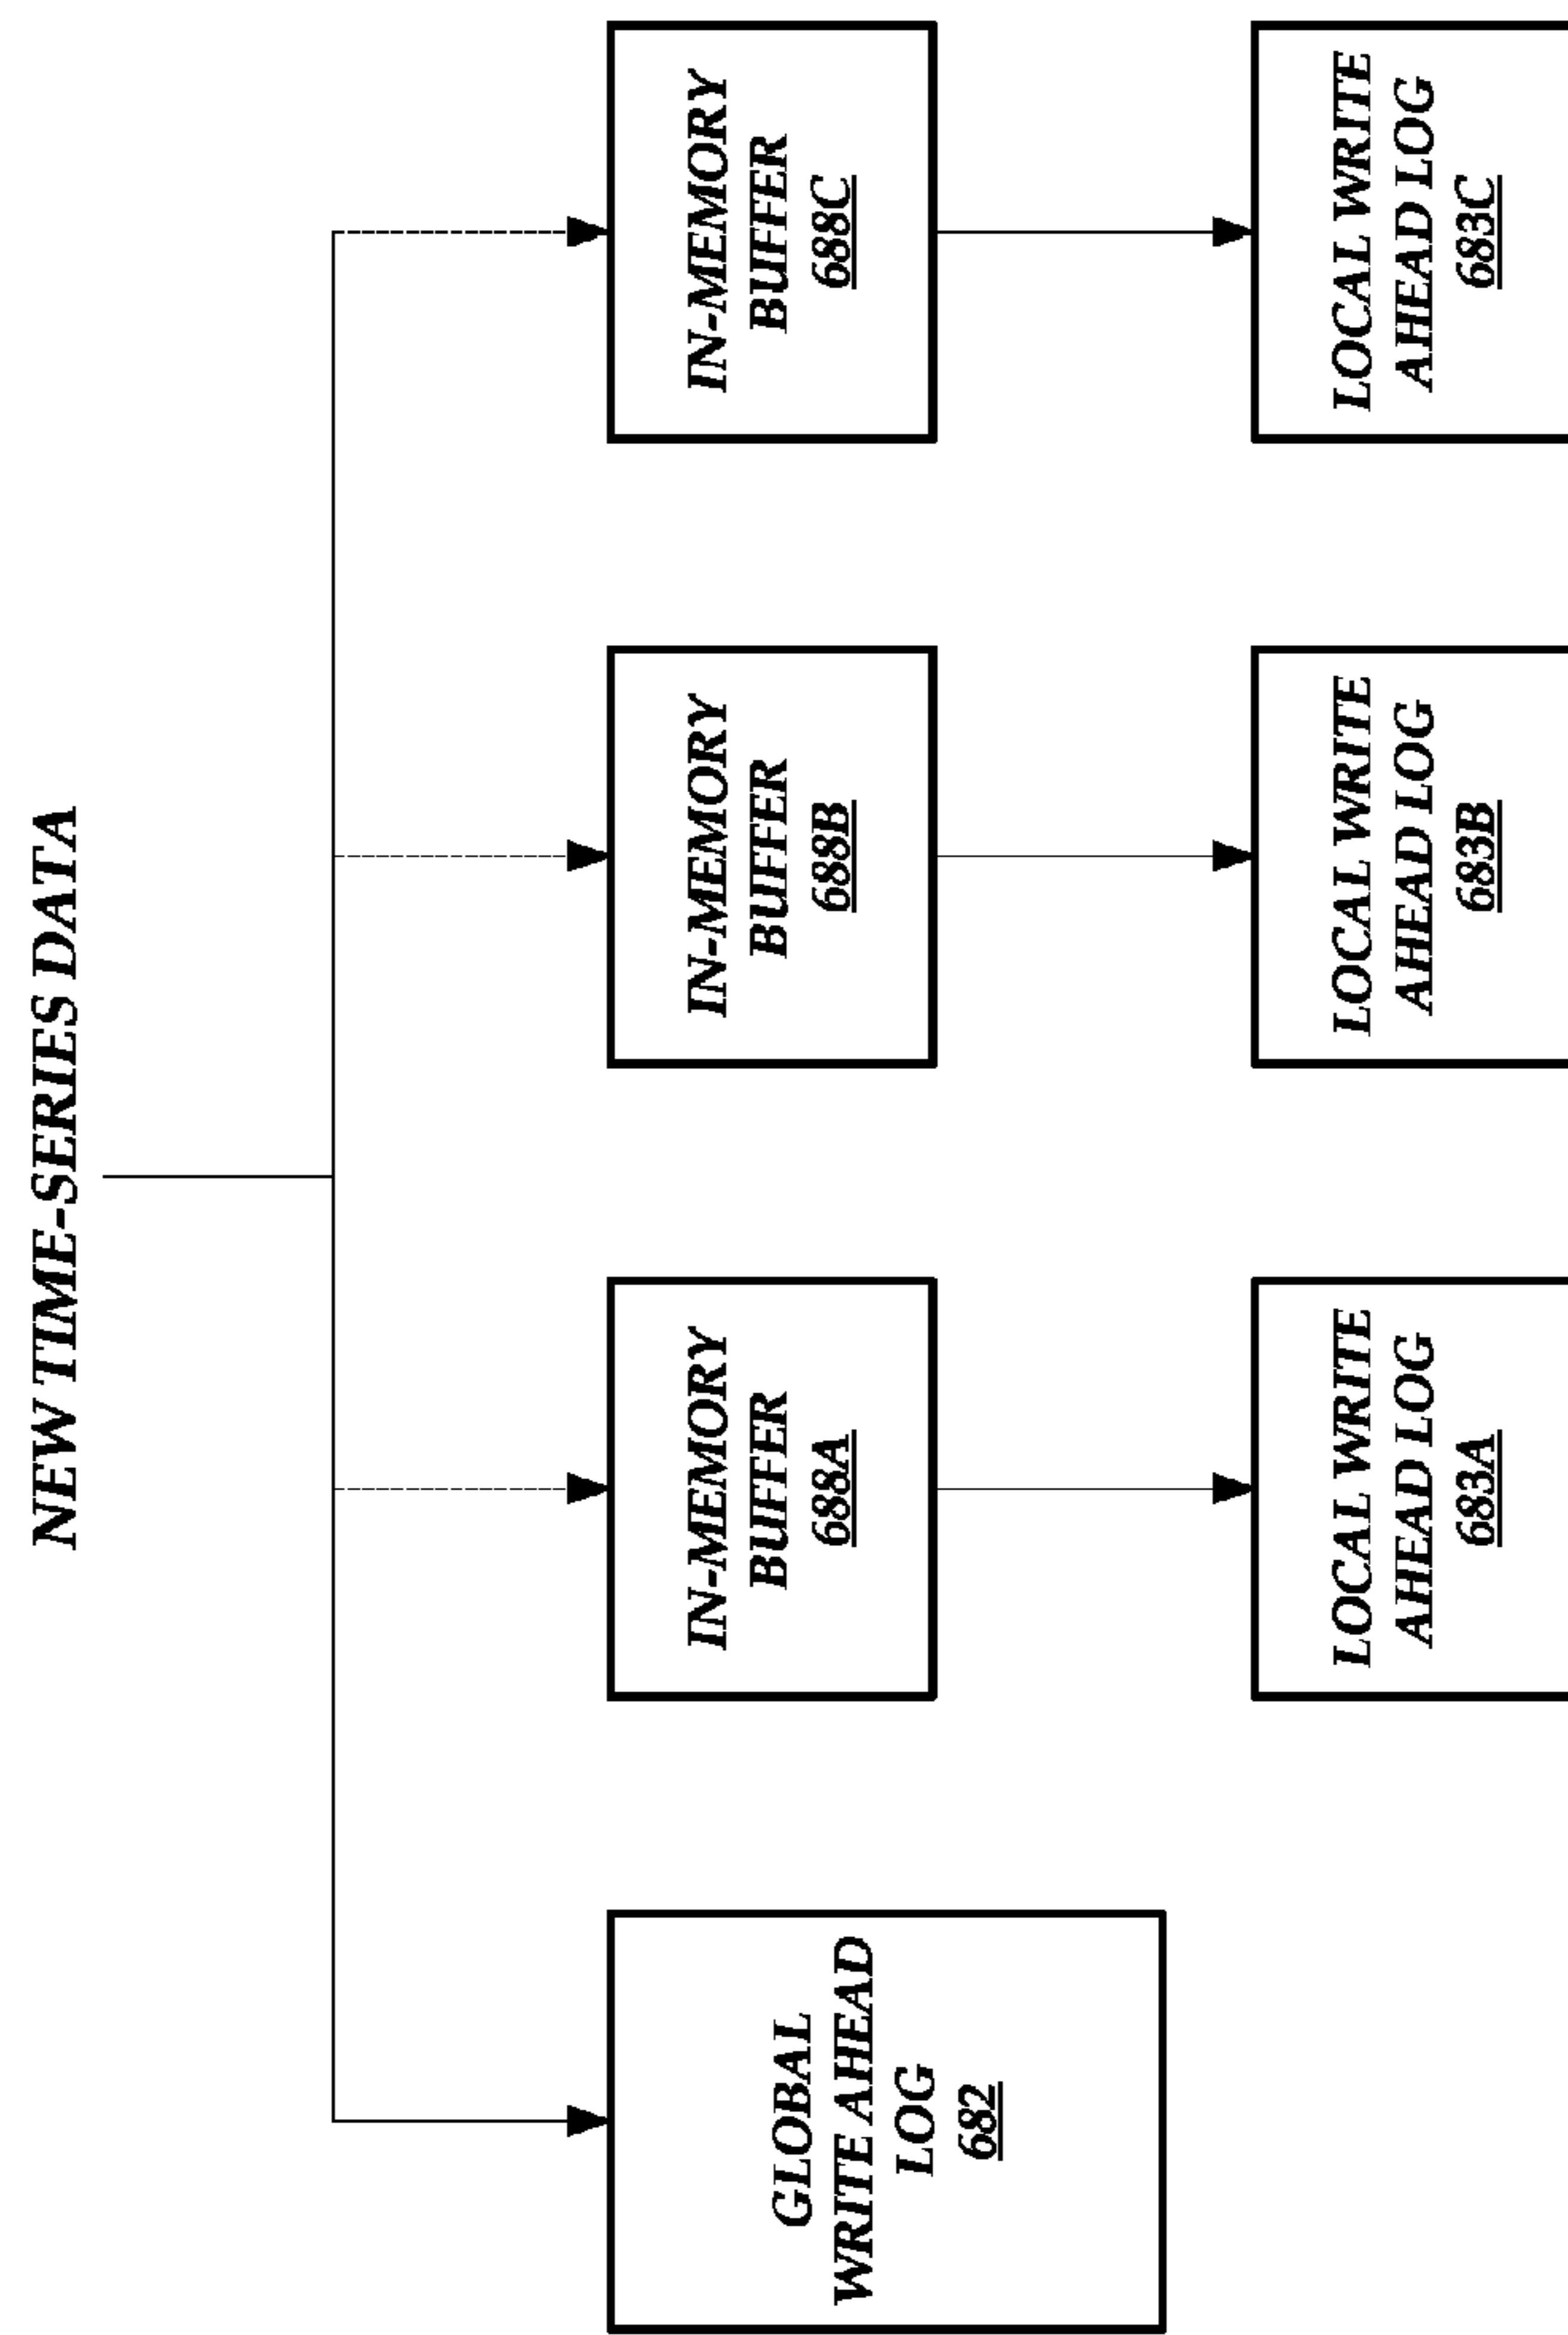 NEW TIME-SERIES DATA
GLOBAL
WRITE AHEAD
LOG
682
IN-MEMORY
BUFFER
688A
IN-MEMORY
BUFFER
688B
IN-MEMORY
BUFFER
688C
LOCAL WRITE
AHEAD LOG
683A
LOCAL WRITE
AHEAD LOG
683B
LOCAL WRITE
AHEAD LOG
683C